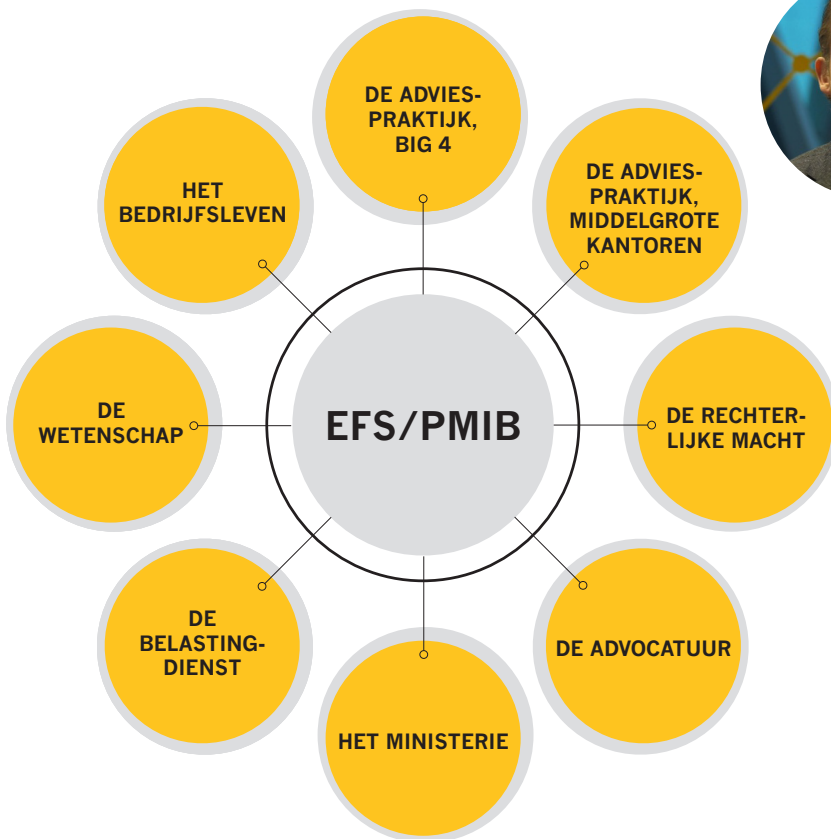 DE ADVIES-
PRAKTIJK,
BIG 4
DE ADVIES-
PRAKTIJK,
MIDDELGROTE
KANTOREN
HET
BEDRIJFSLEVEN
DE
WETENSCHAP
EFS/PMIB
DE RECHTER-
LIJKE MACHT
DE
BELASTING-
DIENST
DE ADVOCATUUR
HET MINISTERIE